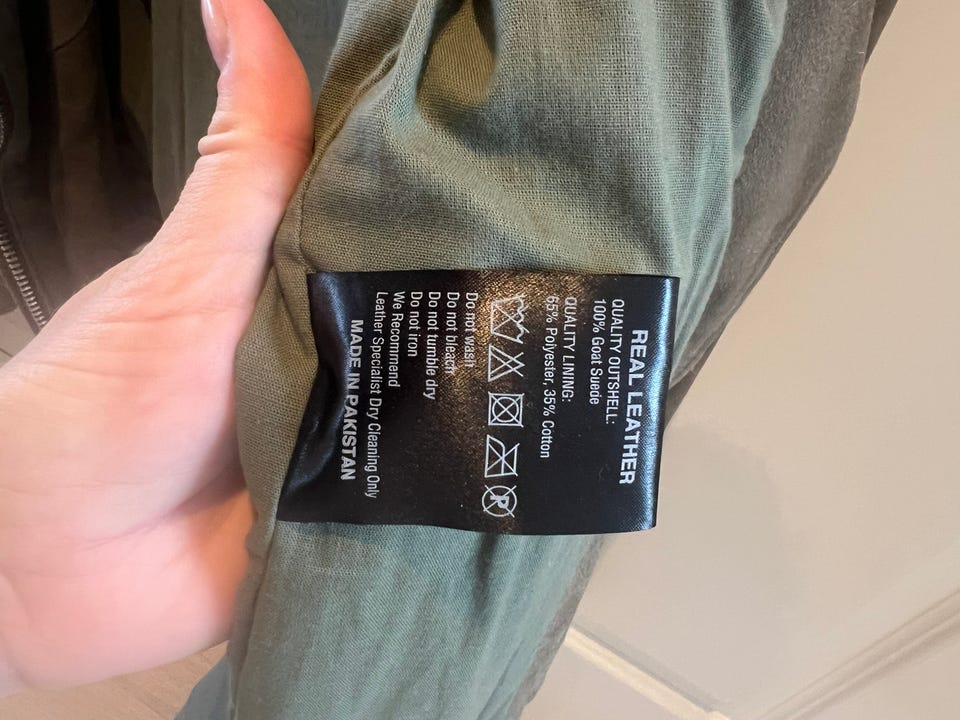 REAL LEATHER
QUALITY OUTSHELL:
100% Goat Suede
QUALITY LINING:
65% Polyester, 35% Cotton
P
Do not wash
Do not bleach
Do not tumble dry
Do not iron
We Recommend
Leather Specialist Dry Cleaning Only
MADE IN PAKISTAN